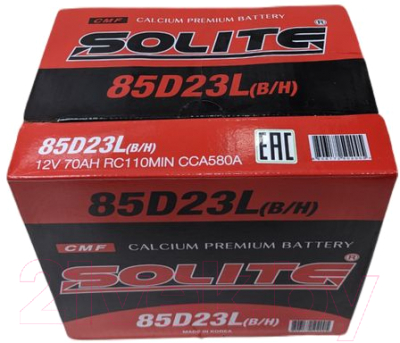 CMF CALCIUM PREMIUM BATTERY
SOLITE®
85D23L(B/H)
85D23L(B/H)
12V 70AH RC110MIN CCA580A
EAC
85D23L(B/H)
CMF CALCIUM PREMIUM BATTERY
SOLITE®
85D23L(B/H)
MADE IN KOREA